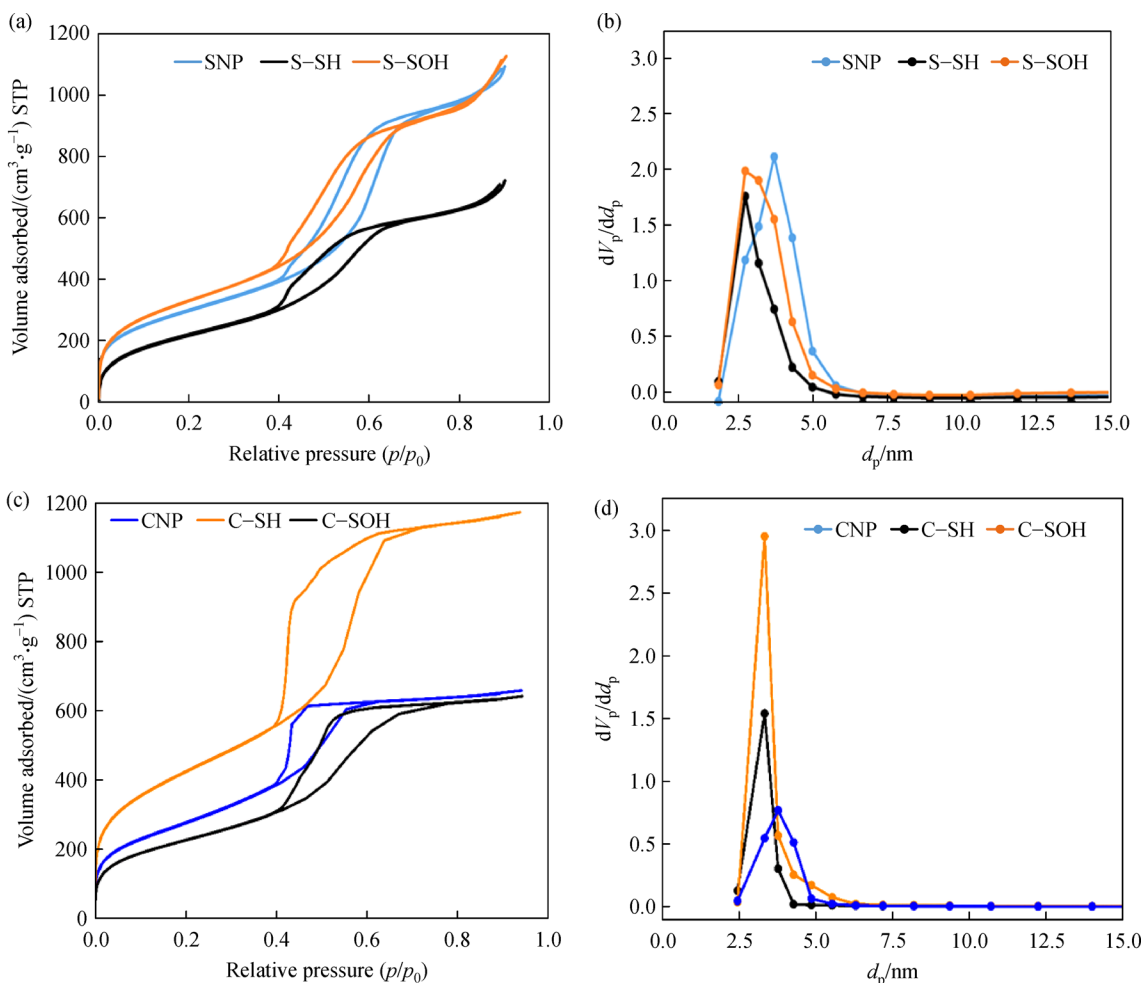 (a)
SNP S−SH S−SOH
1200
1000
800
600
400
200
0
Volume adsorbed/(cm³·g⁻¹) STP
0.0 0.2 0.4 0.6 0.8 1.0
Relative pressure (p/p₀)
(b)
SNP S−SH S−SOH
3.0
2.5
2.0
1.5
1.0
0.5
0.0
dVₚ/ddₚ
0.0 2.5 5.0 7.5 10.0 12.5 15.0
dₚ/nm
(c)
CNP C−SH C−SOH
1200
1000
800
600
400
200
0
Volume adsorbed/(cm³·g⁻¹) STP
0.0 0.2 0.4 0.6 0.8 1.0
Relative pressure (p/p₀)
(d)
CNP C−SH C−SOH
3.0
2.5
2.0
1.5
1.0
0.5
0.0
dVₚ/ddₚ
0.0 2.5 5.0 7.5 10.0 12.5 15.0
dₚ/nm